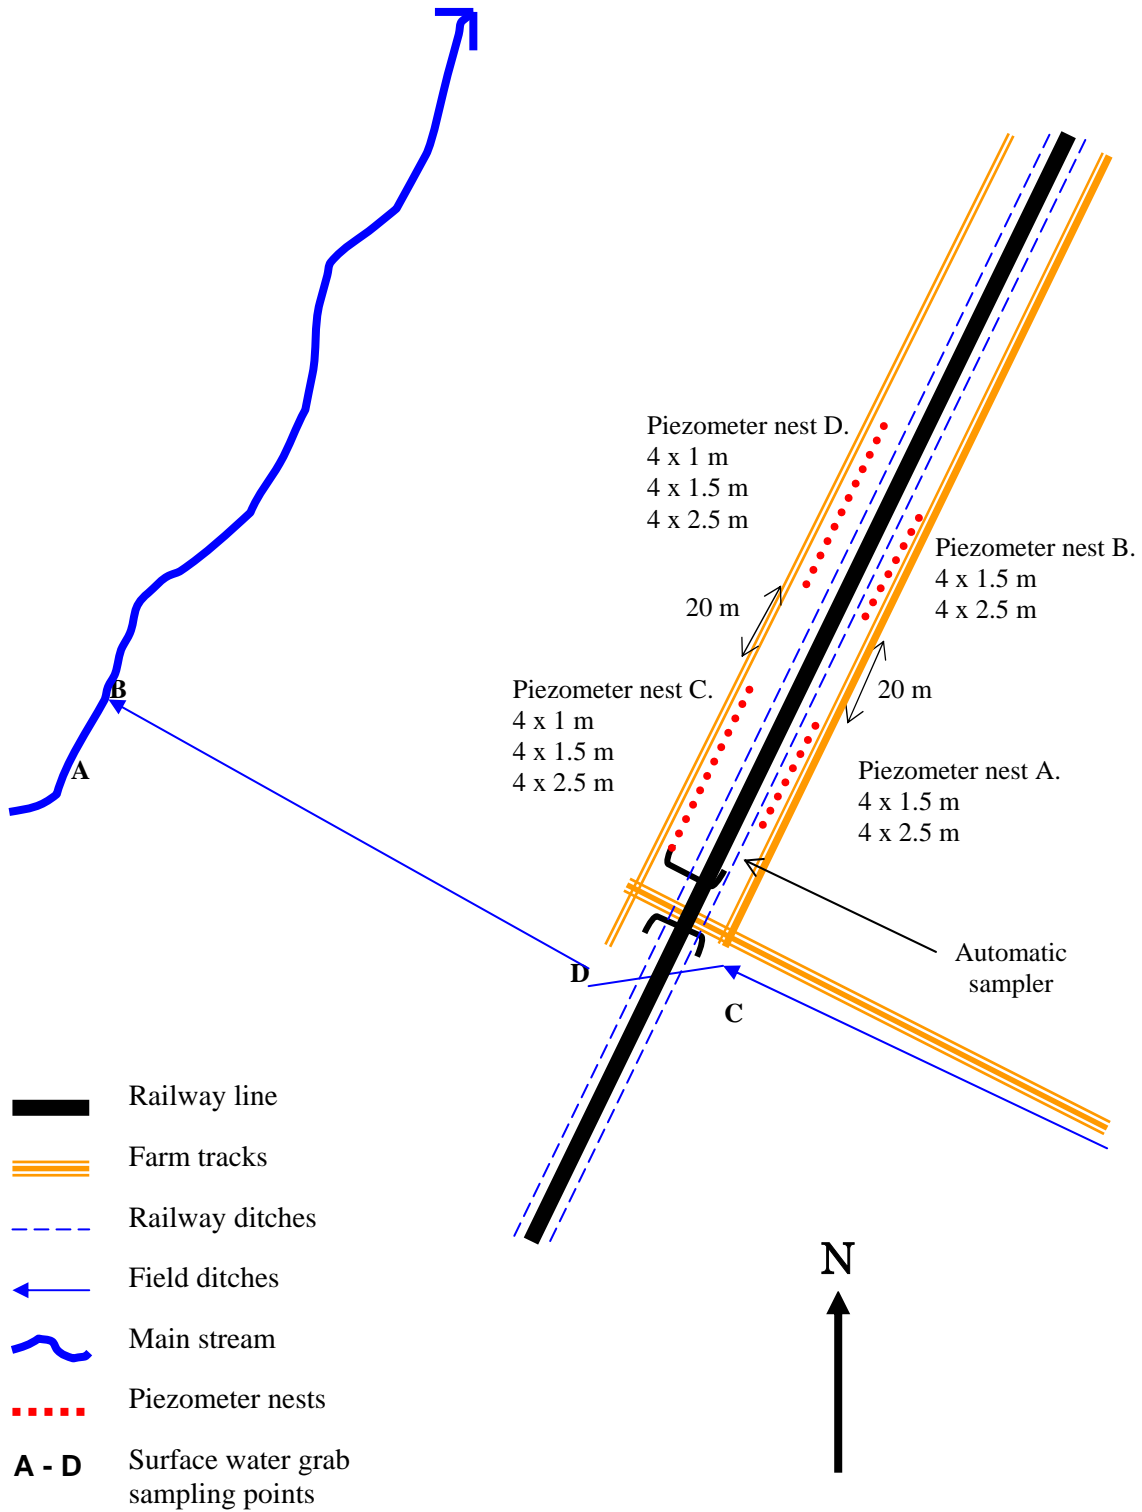 Piezometer nest D.
4 x 1 m
4 x 1.5 m
4 x 2.5 m
Piezometer nest B.
4 x 1.5 m
4 x 2.5 m
20 m
B
Piezometer nest C.
4 x 1 m
4 x 1.5 m
4 x 2.5 m
20 m
A
Piezometer nest A.
4 x 1.5 m
4 x 2.5 m
Automatic
sampler
D
C
Railway line
Farm tracks
Railway ditches
Field ditches
Main stream
Piezometer nests
A - D Surface water grab
sampling points
N